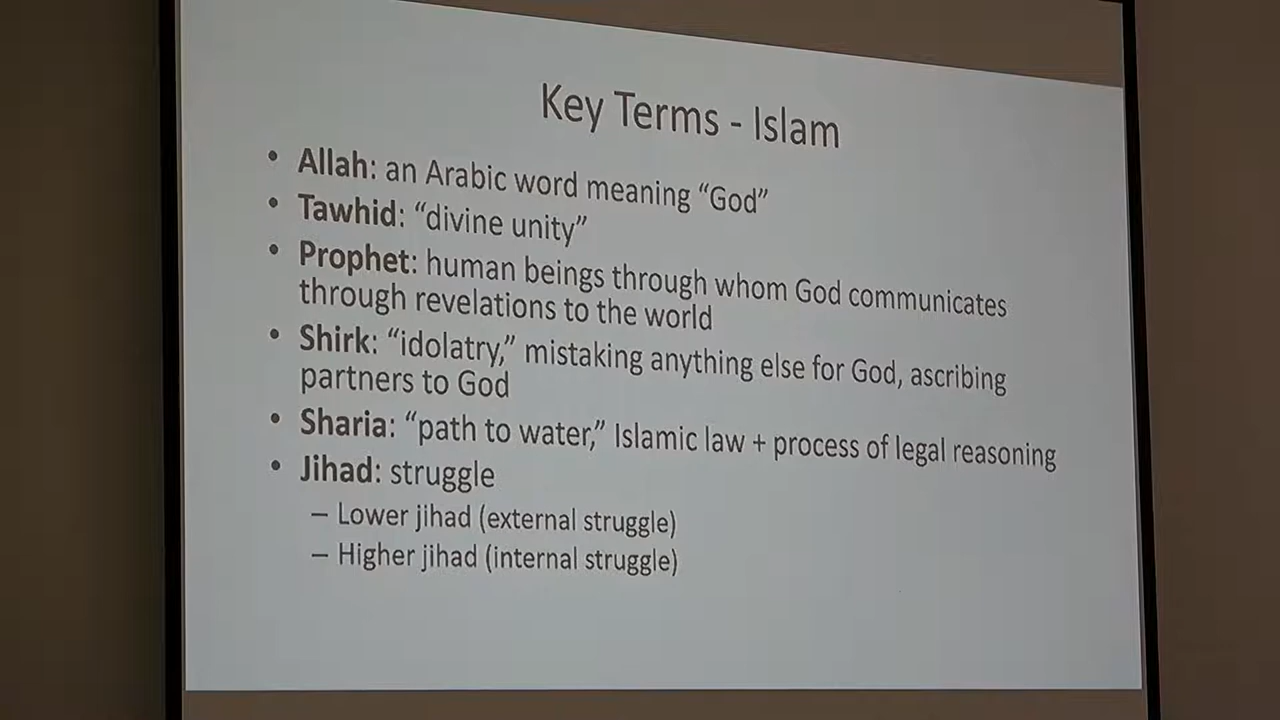 Key Terms - Islam
• Allah: an Arabic word meaning “God”
• Tawhid: “divine unity”
• Prophet: human beings through whom God communicates
through revelations to the world
• Shirk: “idolatry,” mistaking anything else for God, ascribing
partners to God
• Sharia: “path to water,” Islamic law + process of legal reasoning
• Jihad: struggle
– Lower jihad (external struggle)
– Higher jihad (internal struggle)